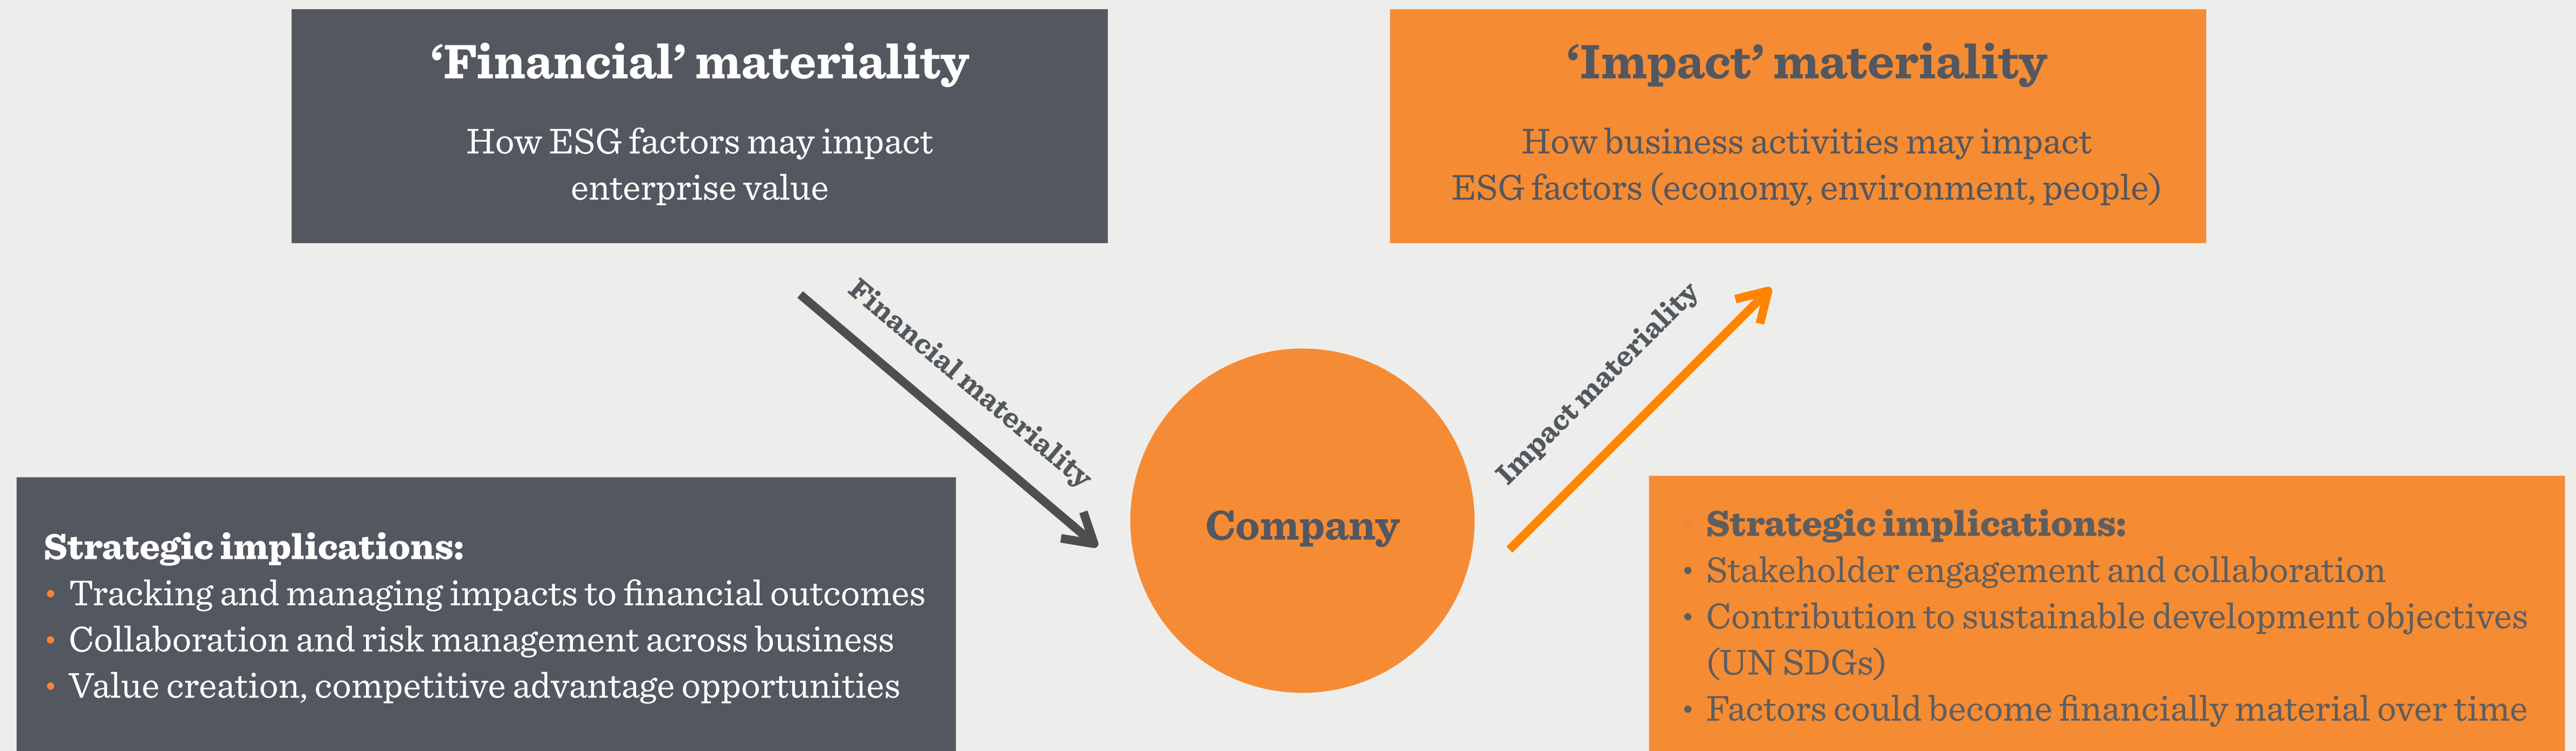 ‘Financial’ materiality
How ESG factors may impact
enterprise value
‘Impact’ materiality
How business activities may impact
ESG factors (economy, environment, people)
Financial materiality
Impact materiality
Company
Strategic implications:
• Tracking and managing impacts to financial outcomes
• Collaboration and risk management across business
• Value creation, competitive advantage opportunities
Strategic implications:
• Stakeholder engagement and collaboration
• Contribution to sustainable development objectives
(UN SDGs)
• Factors could become financially material over time